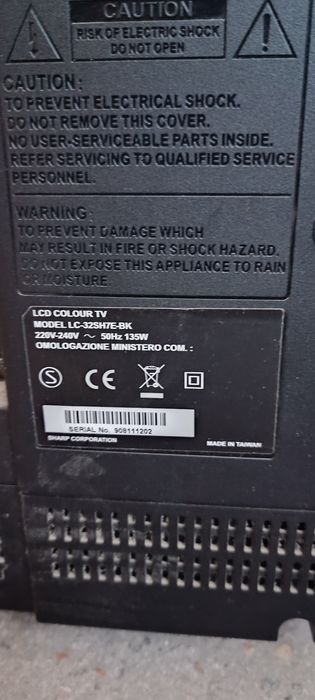 CAUTION
RISK OF ELECTRIC SHOCK
DO NOT OPEN
CAUTION:
TO PREVENT ELECTRICAL SHOCK.
DO NOT REMOVE THIS COVER.
NO USER-SERVICEABLE PARTS INSIDE.
REFER SERVICING TO QUALIFIED SERVICE
PERSONNEL.
WARNING:
TO PREVENT DAMAGE WHICH
MAY RESULT IN FIRE OR SHOCK HAZARD.
DO NOT EXPOSE THIS APPLIANCE TO RAIN
OR MOISTURE.
LCD COLOUR TV
MODEL LC-32SH7E-BK
220V-240V ~ 50Hz 135W
OMOLOGAZIONE MINISTERO COM. :
S CE
SERIAL No. 908111202
SHARP CORPORATION
MADE IN TAIWAN